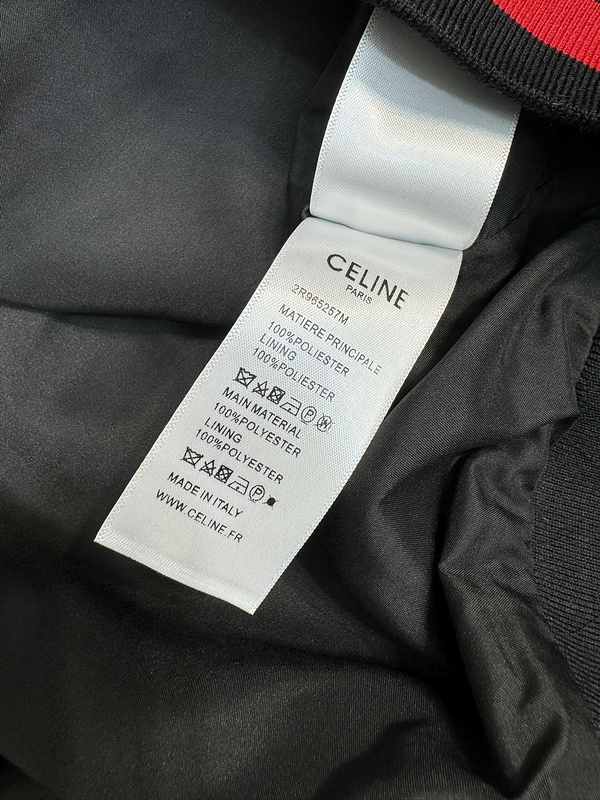 CELINE
PARIS
2R965257M
MATIERE PRINCIPALE
100%POLIESTER
LINING
100%POLIESTER
P W
MAIN MATERIAL
100%POLYESTER
LINING
100%POLYESTER
P
MADE IN ITALY
WWW.CELINE.FR